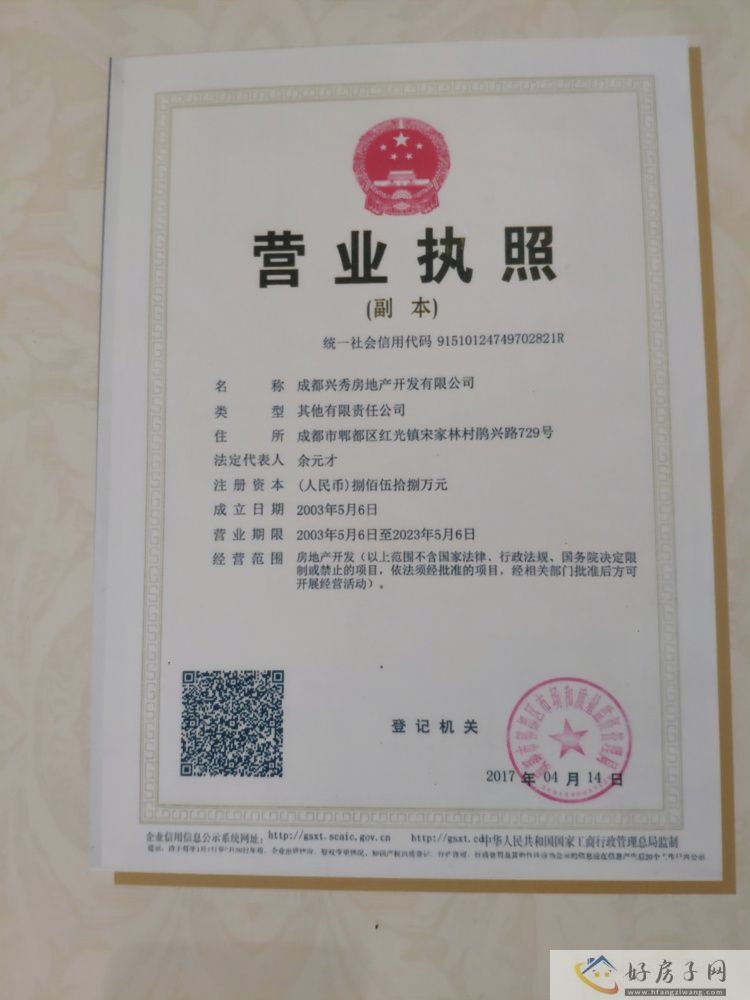 营业执照
(副 本)
统一社会信用代码 91510124749702821R
名 称 成都兴秀房地产开发有限公司
类 型 其他有限责任公司
住 所 成都市郫都区红光镇宋家林村鹃兴路729号
法定代表人 余元才
注册资本 (人民币)捌佰伍拾捌万元
成立日期 2003年5月6日
营业期限 2003年5月6日至2023年5月6日
经营范围 房地产开发(以上范围不含国家法律、行政法规、国务院决定限
制或禁止的项目,依法须经批准的项目,经相关部门批准后方可
开展经营活动)。
登记机关
2017 年 04 月 14 日
企业信用信息公示系统网址: http://gsxt.scaic.gov.cn http://gsxt.cd 中华人民共和国国家工商行政管理总局监制
好房子网
www.hfangziwang.com